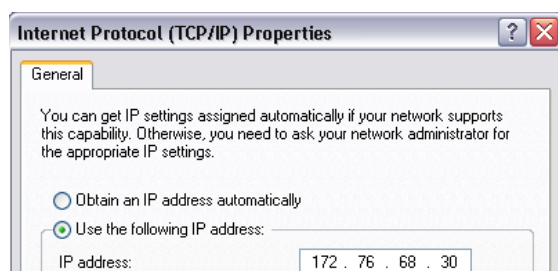 Internet Protocol (TCP/IP) Properties
General
You can get IP settings assigned automatically if your network supports
this capability. Otherwise, you need to ask your network administrator for
the appropriate IP settings.
Obtain an IP address automatically
Use the following IP address:
IP address: 172 . 76 . 68 . 30